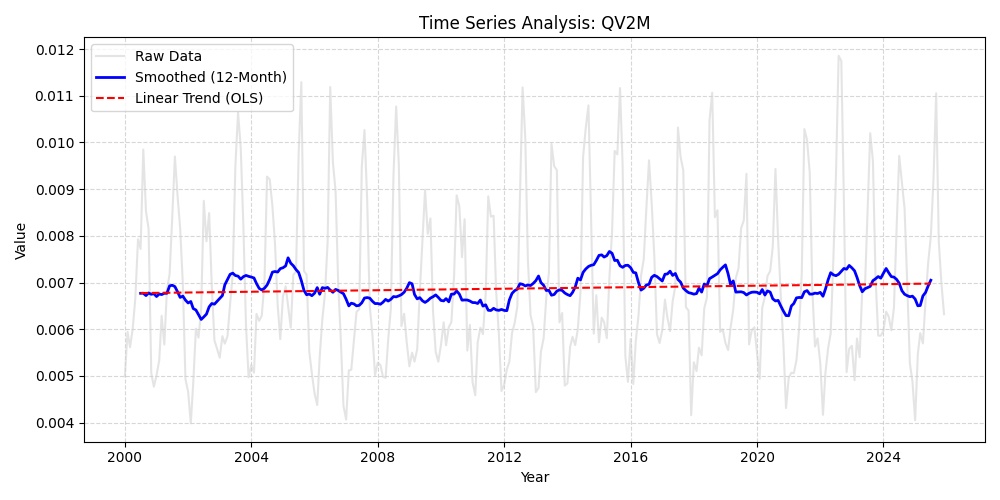 Time Series Analysis: QV2M
Raw Data
Smoothed (12-Month)
Linear Trend (OLS)
0.012
0.011
0.010
0.009
0.008
0.007
0.006
0.005
0.004
Value
2000
2004
2008
2012
2016
2020
2024
Year